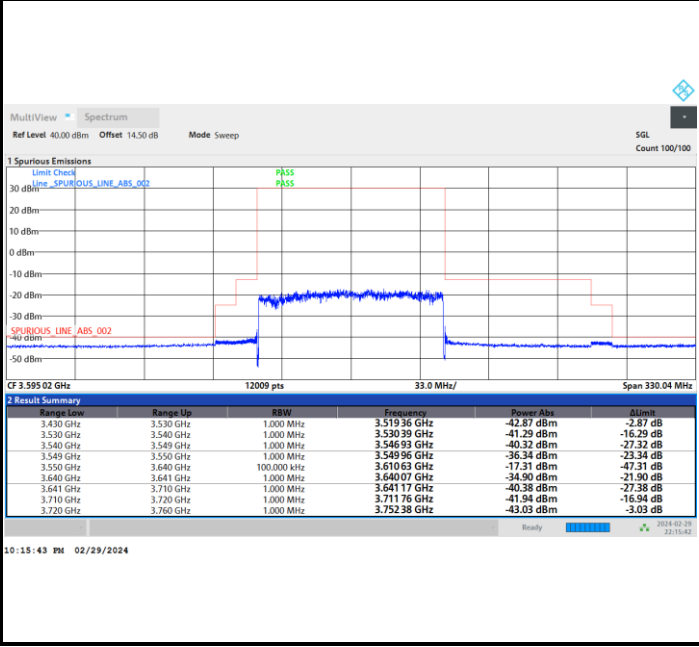 MultiView Spectrum
Ref Level 40.00 dBm Offset 14.50 dB Mode Sweep SGL
Count 100/100
1 Spurious Emissions
Limit Check PASS
Line _SPURIOUS_LINE_ABS_002 PASS
30 dBm
20 dBm
10 dBm
0 dBm
-10 dBm
-20 dBm
-30 dBm
_SPURIOUS_LINE_ABS_002
-40 dBm
-50 dBm
CF 3.595 02 GHz 12009 pts 33.0 MHz/ Span 330.04 MHz
2 Result Summary
Range Low Range Up RBW Frequency Power Abs ΔLimit
3.430 GHz 3.530 GHz 1.000 MHz 3.519 36 GHz -42.87 dBm -2.87 dB
3.530 GHz 3.540 GHz 1.000 MHz 3.530 39 GHz -41.29 dBm -16.29 dB
3.540 GHz 3.549 GHz 1.000 MHz 3.546 93 GHz -40.32 dBm -27.32 dB
3.549 GHz 3.550 GHz 1.000 MHz 3.549 96 GHz -36.34 dBm -23.34 dB
3.550 GHz 3.640 GHz 100.000 kHz 3.610 63 GHz -17.31 dBm -47.31 dB
3.640 GHz 3.641 GHz 1.000 MHz 3.640 07 GHz -34.90 dBm -21.90 dB
3.641 GHz 3.710 GHz 1.000 MHz 3.641 17 GHz -40.38 dBm -27.38 dB
3.710 GHz 3.720 GHz 1.000 MHz 3.711 76 GHz -41.94 dBm -16.94 dB
3.720 GHz 3.760 GHz 1.000 MHz 3.752 38 GHz -43.03 dBm -3.03 dB
Ready 2024-02-29
22:15:42
10:15:43 PM 02/29/2024